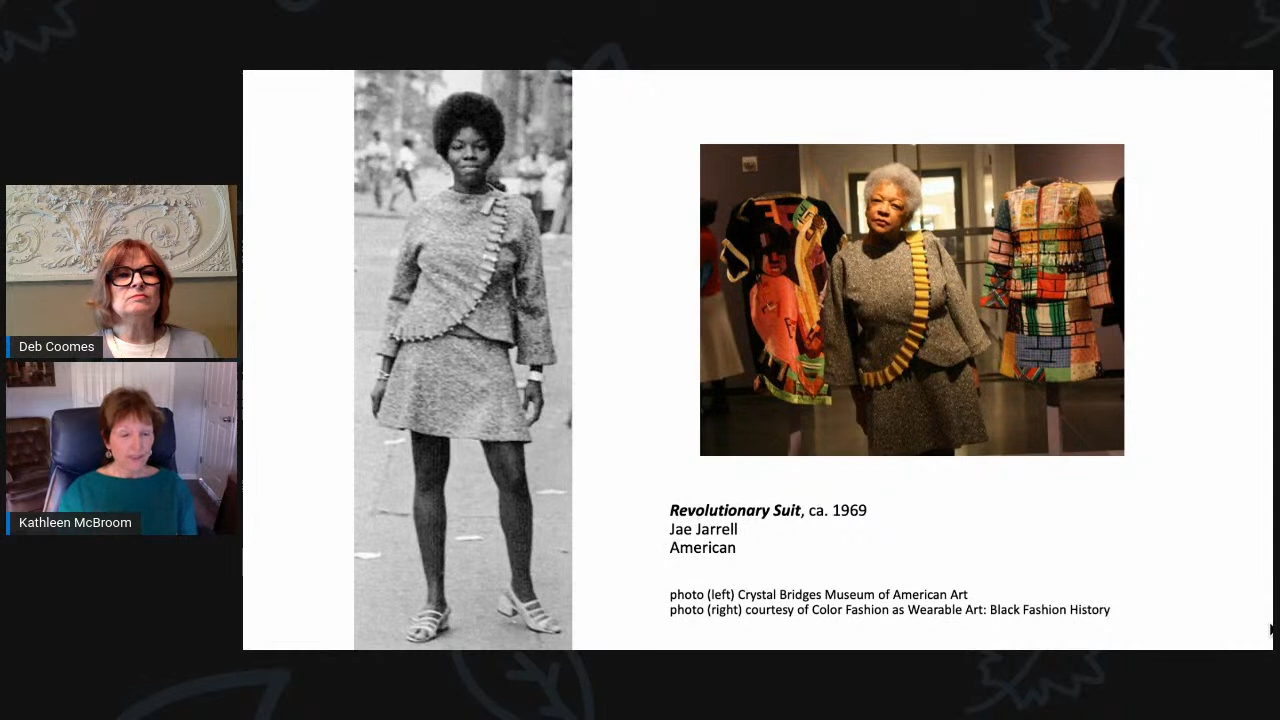 Deb Coomes
Kathleen McBroom
Revolutionary Suit, ca. 1969
Jae Jarrell
American
photo (left) Crystal Bridges Museum of American Art
photo (right) courtesy of Color Fashion as Wearable Art: Black Fashion History